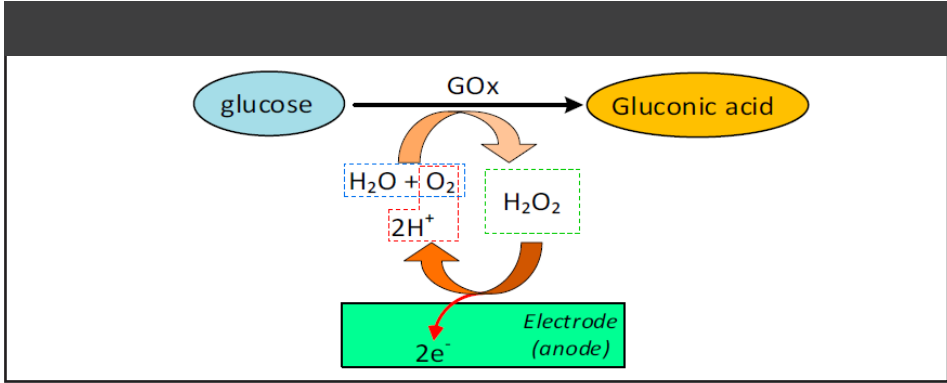 GOx
glucose
Gluconic acid
H₂O + O₂
H₂O₂
2H⁺
Electrode
(anode)
2e⁻